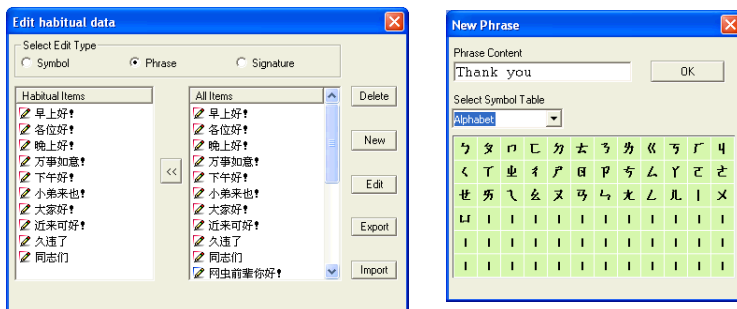 Edit habitual data
Select Edit Type
Symbol Phrase Signature
Habitual Items
早上好!
各位好!
晚上好!
万事如意!
下午好!
小弟来也!
大家好!
近来可好!
久违了
同志们
<<
All Items
早上好!
各位好!
晚上好!
万事如意!
下午好!
小弟来也!
大家好!
近来可好!
久违了
同志们
网虫前辈你好!
Delete
New
Edit
Export
Import
New Phrase
Phrase Content
Thank you
OK
Select Symbol Table
Alphabet
ㄅ ㄆ ㄇ ㄈ ㄉ ㄊ ㄋ ㄌ ㄍ ㄎ ㄏ ㄐ
ㄑ ㄒ ㄓ ㄔ ㄕ ㄖ ㄗ ㄘ ㄙ ㄚ ㄛ ㄜ
ㄝ ㄞ ㄟ ㄠ ㄡ ㄢ ㄣ ㄤ ㄥ ㄦ ㄧ ㄨ
ㄩ l l l l l l l l l l l
l l l l l l l l l l l l
l l l l l l l l l l l l